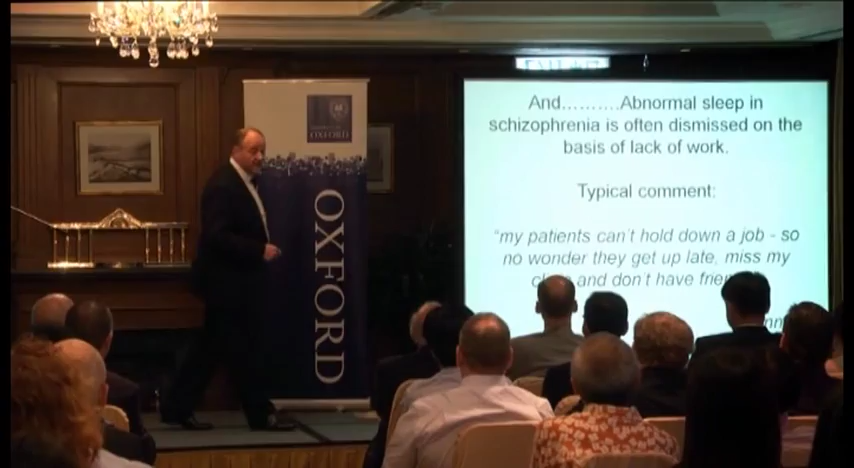 OXFORD
OXFORD
And……….Abnormal sleep in
schizophrenia is often dismissed on the
basis of lack of work.
Typical comment:
“my patients can’t hold down a job - so
no wonder they get up late, miss my
and don’t have